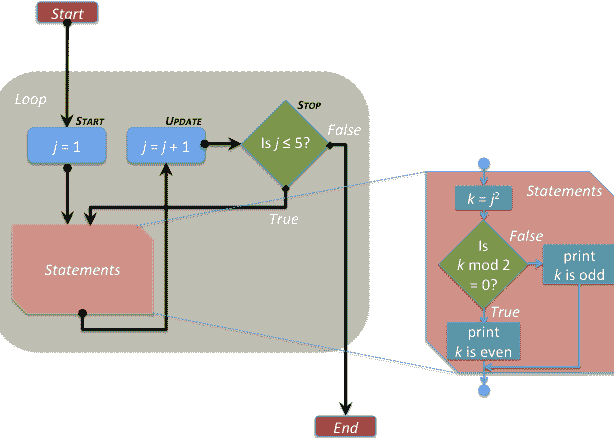 Start
Loop
START
j = 1
UPDATE
j = j + 1
STOP
Is j ≤ 5?
False
True
Statements
End
Statements
k = j²
Is
k mod 2
= 0?
False
print
k is odd
True
print
k is even